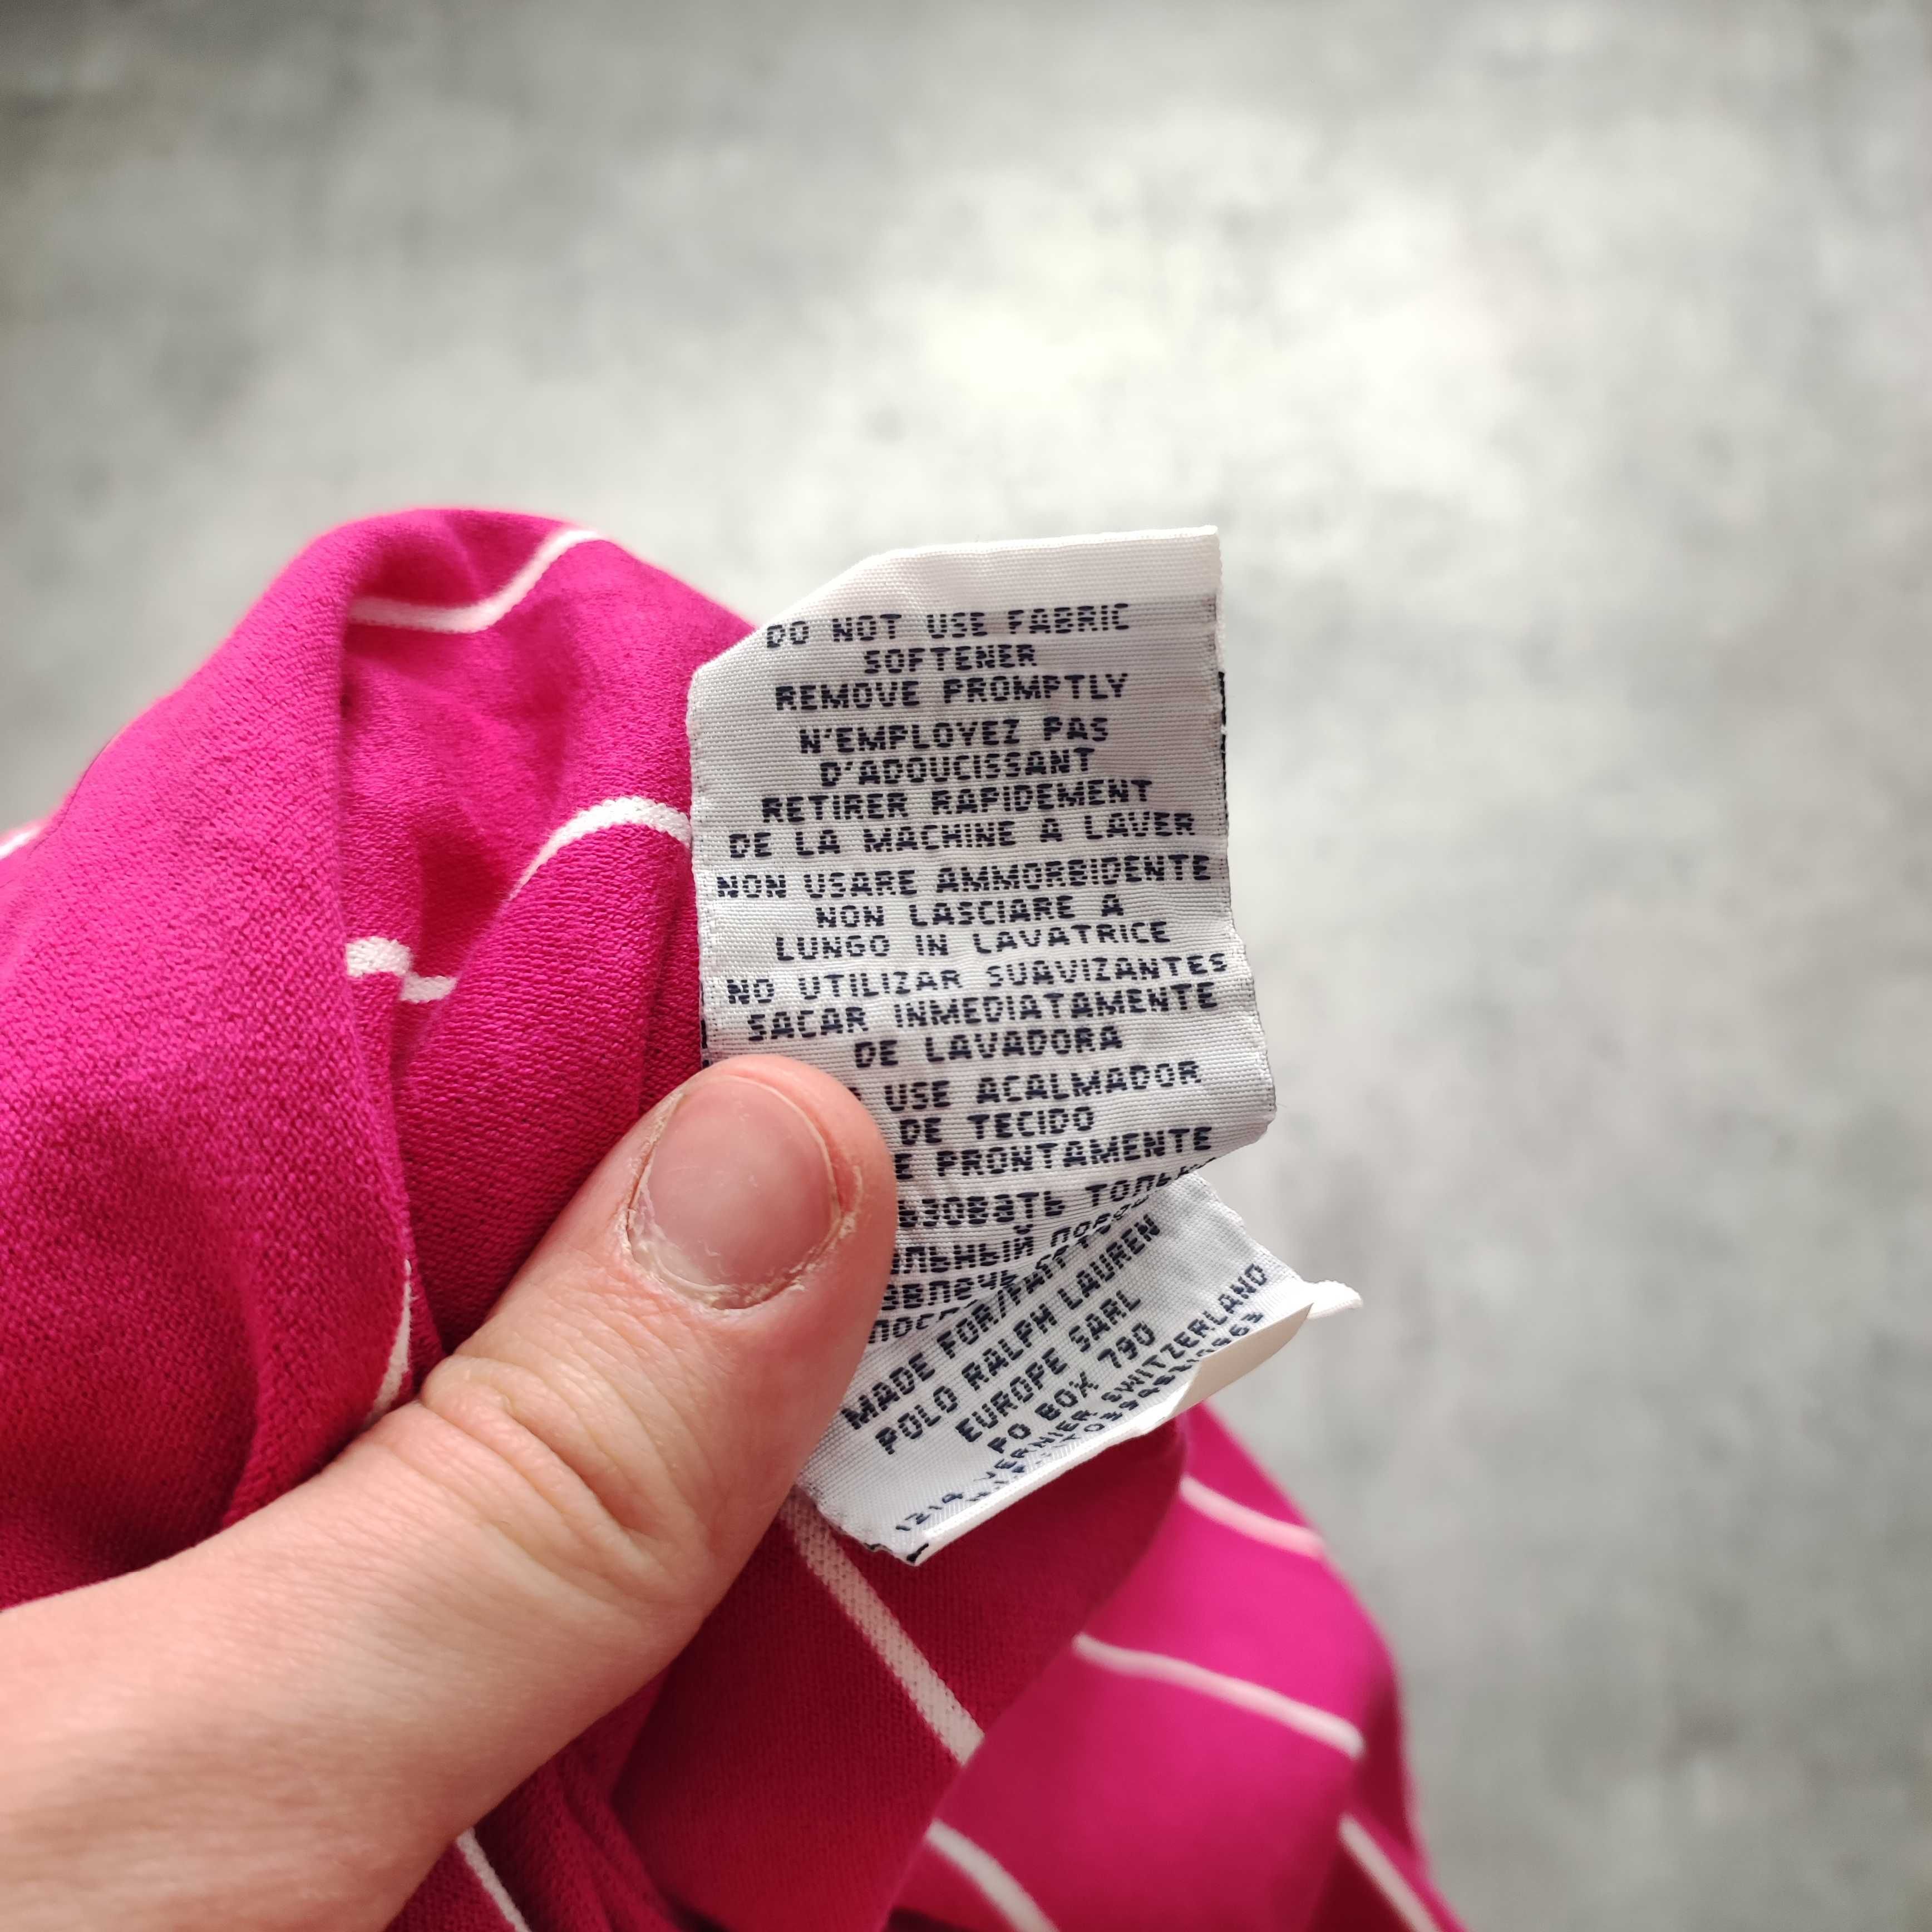 DO NOT USE FABRIC
SOFTENER
REMOVE PROMPTLY
N'EMPLOYEZ PAS
D'ADOUCISSANT
RETIRER RAPIDEMENT
DE LA MACHINE A LAVER
NON USARE AMMORBIDENTE
NON LASCIARE A
LUNGO IN LAVATRICE
NO UTILIZAR SUAVIZANTES
SACAR INMEDIATAMENTE
DE LAVADORA
USE ACALMADOR
DE TECIDO
PRONTAMENTE
MADE FOR/
POLO RALPH LAUREN
EUROPE SARL
PO BOX 790
1214 VERNIER SWITZERLAND